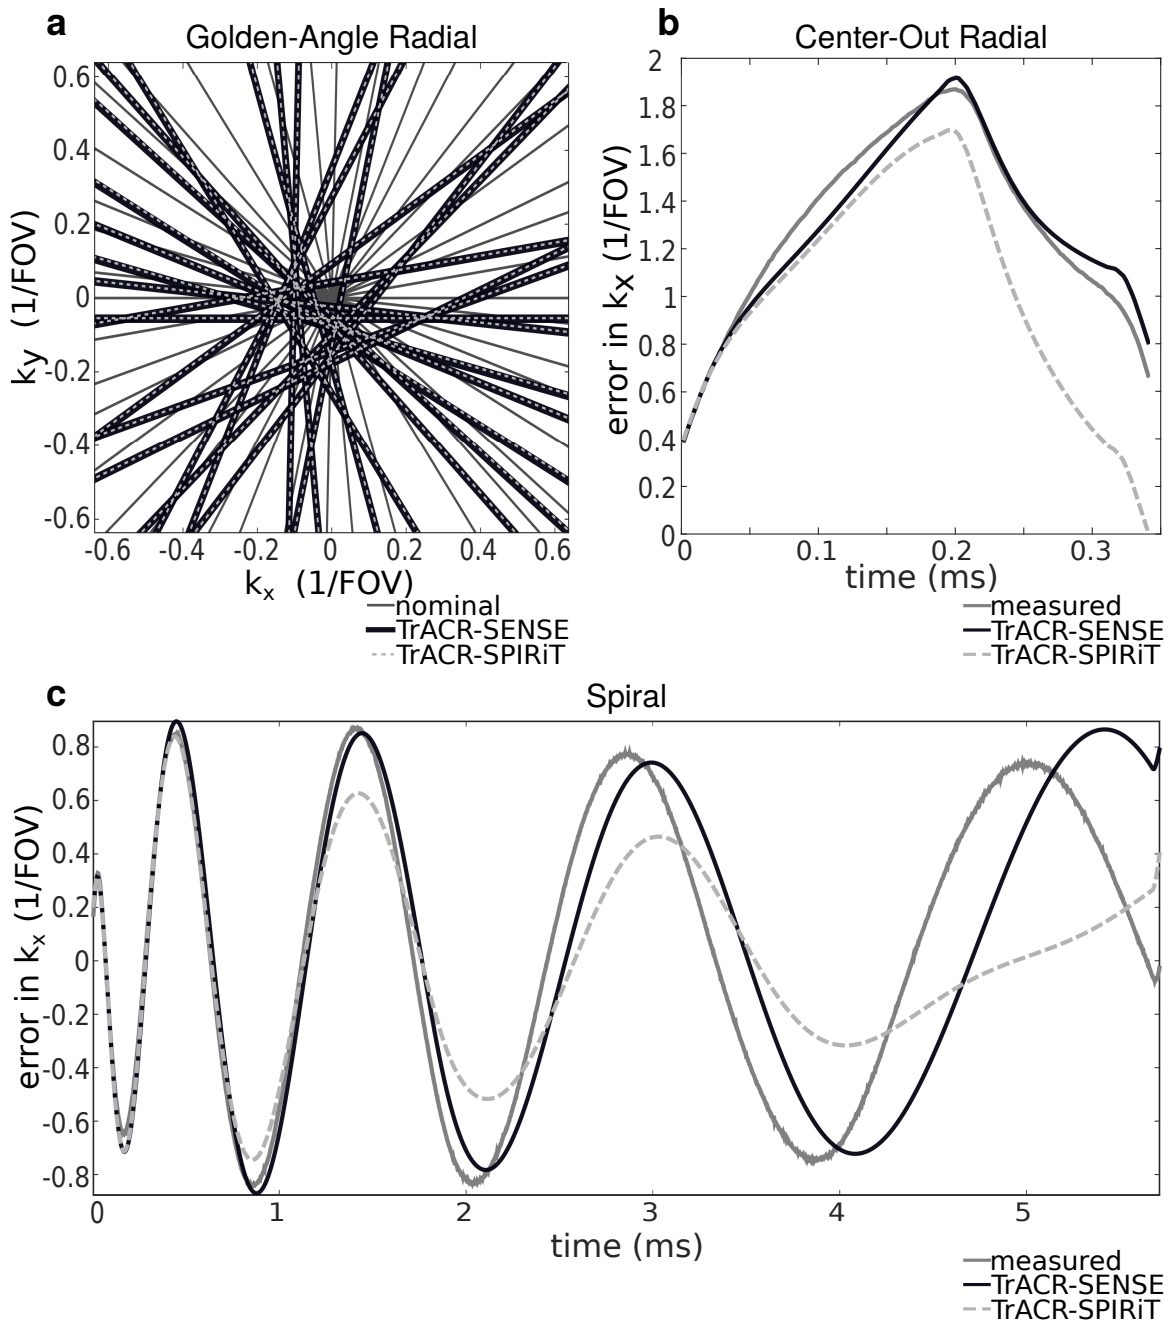 a
Golden-Angle Radial
0.6
0.4
0.2
0
-0.2
-0.4
-0.6
ky (1/FOV)
-0.6 -0.4 -0.2 0 0.2 0.4 0.6
kx (1/FOV)
nominal
TrACR-SENSE
TrACR-SPIRiT
b
Center-Out Radial
2
1.8
1.6
1.4
1.2
1
0.8
0.6
0.4
0.2
0
error in kx (1/FOV)
0 0.1 0.2 0.3
time (ms)
measured
TrACR-SENSE
TrACR-SPIRiT
c
Spiral
0.8
0.6
0.4
0.2
0
-0.2
-0.4
-0.6
-0.8
error in kx (1/FOV)
0 1 2 3 4 5
time (ms)
measured
TrACR-SENSE
TrACR-SPIRiT